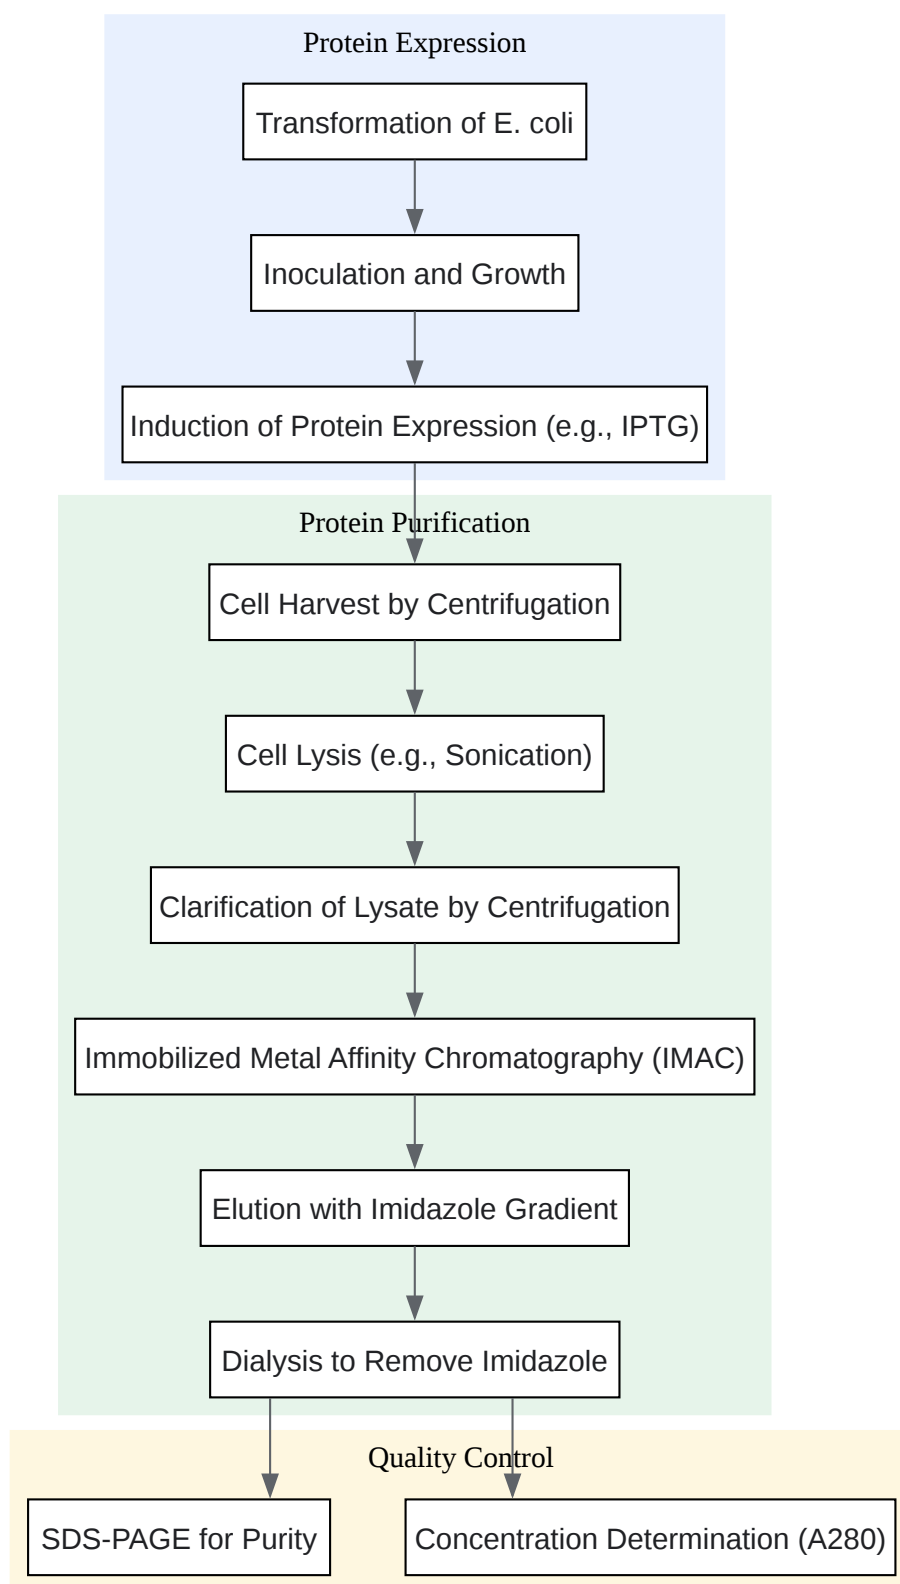 Protein Expression
Transformation of E. coli
Inoculation and Growth
Induction of Protein Expression (e.g., IPTG)
Protein Purification
Cell Harvest by Centrifugation
Cell Lysis (e.g., Sonication)
Clarification of Lysate by Centrifugation
Immobilized Metal Affinity Chromatography (IMAC)
Elution with Imidazole Gradient
Dialysis to Remove Imidazole
Quality Control
SDS-PAGE for Purity
Concentration Determination (A280)